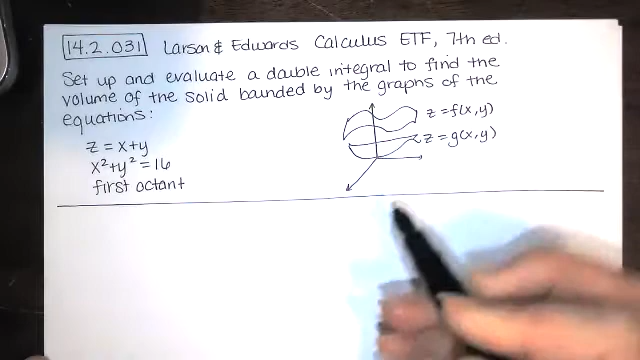 14.2.031 Larson & Edwards Calculus ETF, 7th ed.
Set up and evaluate a double integral to find the
volume of the solid bounded by the graphs of the
equations:
z = f(x,y)
z = g(x,y)
z = x+y
x²+y² = 16
first octant